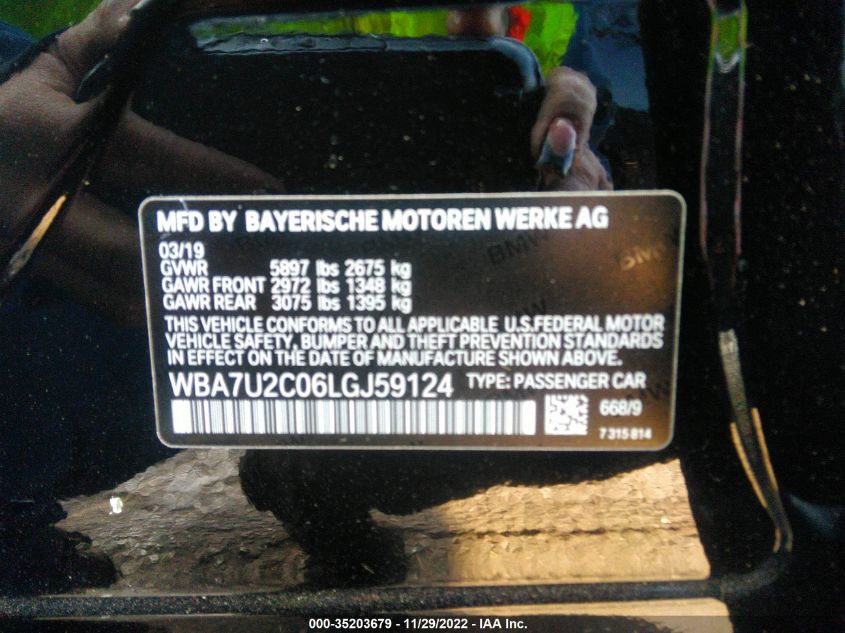 MFD BY BAYERISCHE MOTOREN WERKE AG
03/19
GVWR 5897 lbs 2675 kg
GAWR FRONT 2972 lbs 1348 kg
GAWR REAR 3075 lbs 1395 kg
THIS VEHICLE CONFORMS TO ALL APPLICABLE U.S.FEDERAL MOTOR
VEHICLE SAFETY, BUMPER AND THEFT PREVENTION STANDARDS
IN EFFECT ON THE DATE OF MANUFACTURE SHOWN ABOVE.
WBA7U2C06LGJ59124 TYPE: PASSENGER CAR
668/9
7 315 814
BMW
BMW
000-35203679 - 11/29/2022 - IAA Inc.